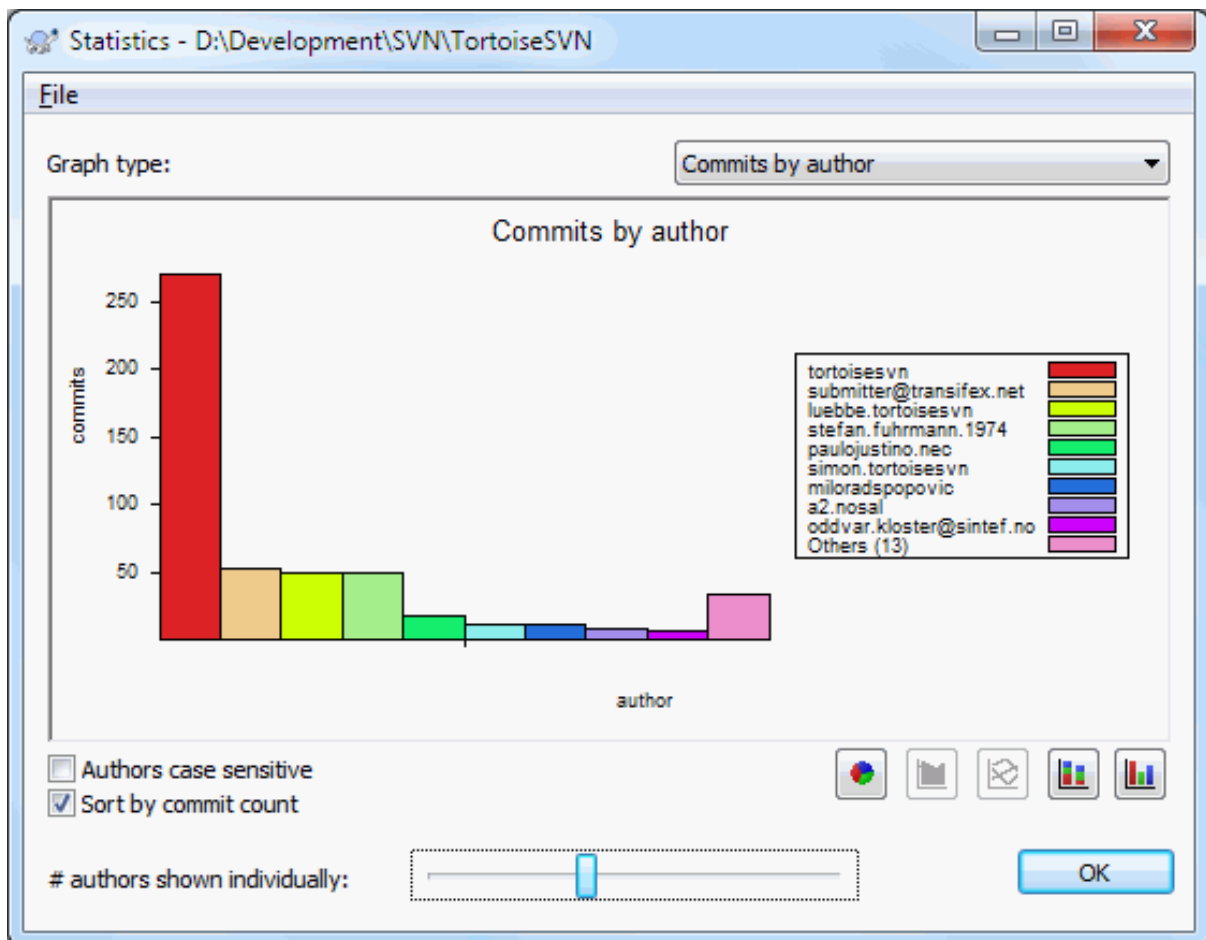 Statistics - D:\Development\SVN\TortoiseSVN
File
Graph type:
Commits by author
Commits by author
250
200
150
100
50
commits
author
tortoisesvn
submitter@transifex.net
luebbe.tortoisesvn
stefan.fuhrmann.1974
paulojustino.nec
simon.tortoisesvn
miloradspopovic
a2.nosal
oddvar.kloster@sintef.no
Others (13)
Authors case sensitive
Sort by commit count
# authors shown individually:
OK